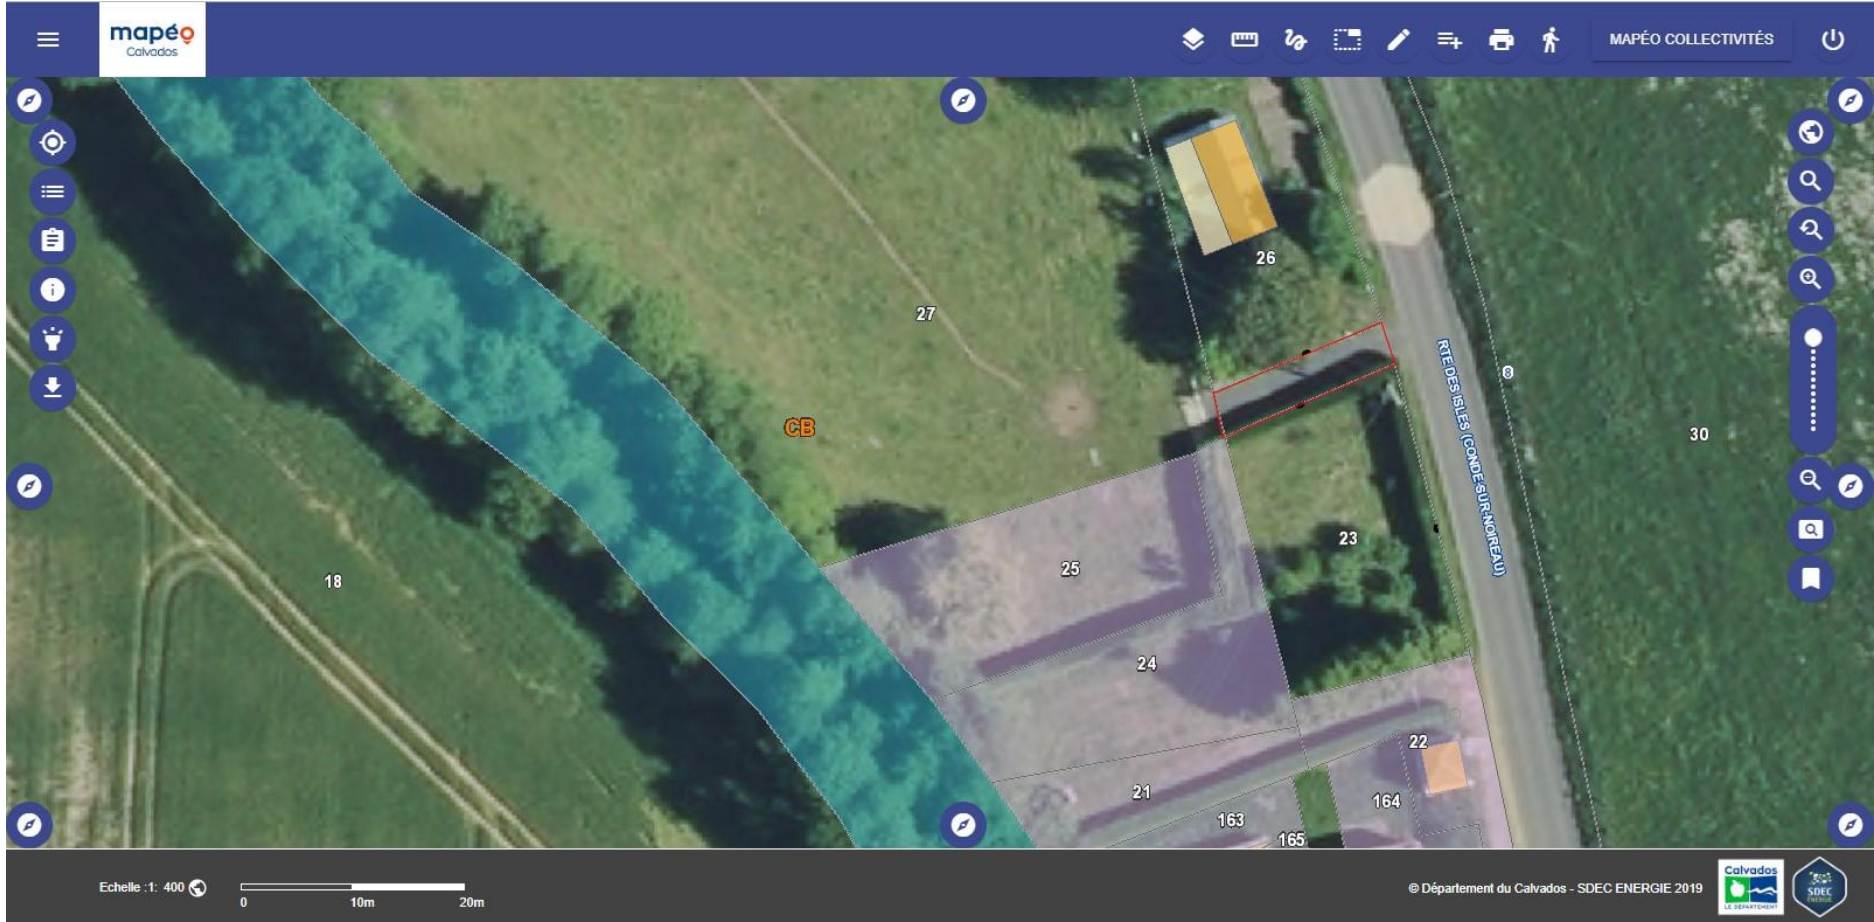 mapéo
Calvados
MAPÉO COLLECTIVITÉS
26
27
RTE DES ISLES (CONDE-SUR-NOIREAU)
8
CB
30
23
18
25
24
22
21
164
163
165
Echelle :1: 400
0
10m
20m
© Département du Calvados - SDEC ENERGIE 2019
Calvados
LE DÉPARTEMENT
SDEC
ENERGIE